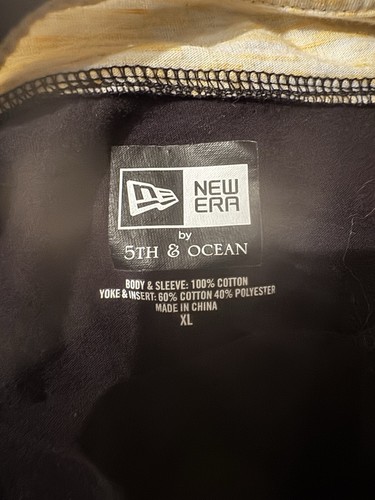 NEW
ERA
by
5TH & OCEAN
BODY & SLEEVE: 100% COTTON
YOKE & INSERT: 60% COTTON 40% POLYESTER
MADE IN CHINA
XL